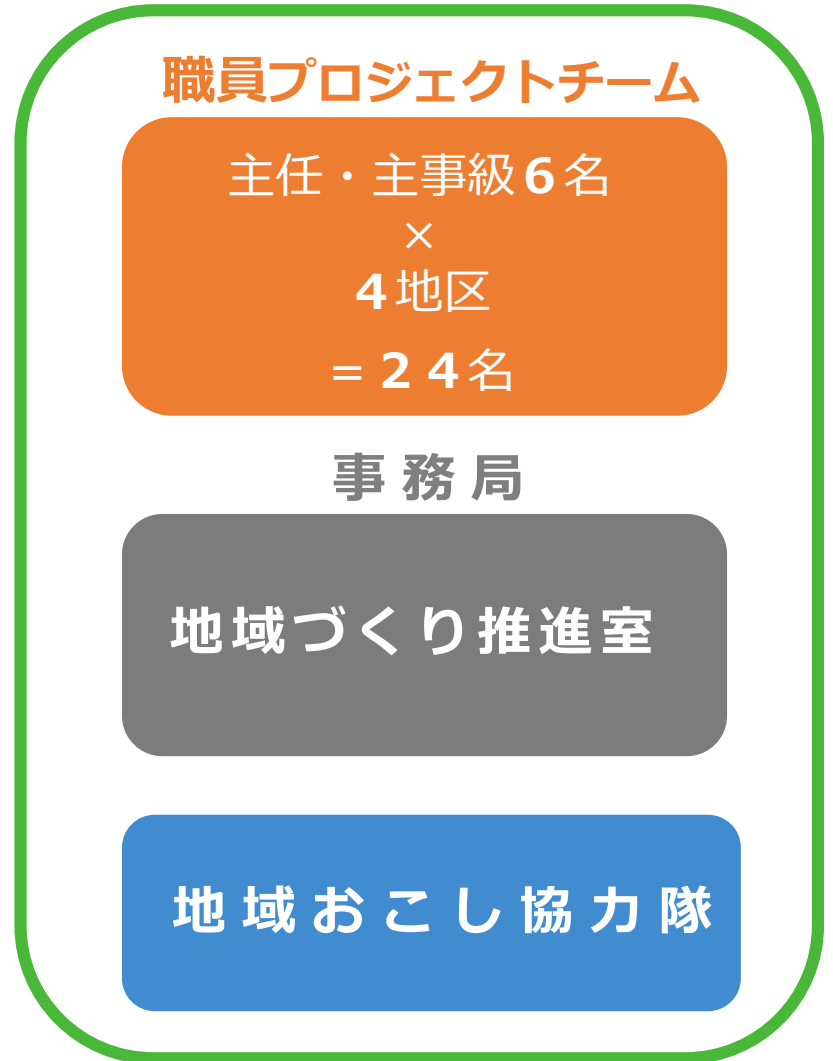 職員プロジェクトチーム
主任・主事級６名
×
４地区
＝２４名
事務局
地域づくり推進室
地域おこし協力隊